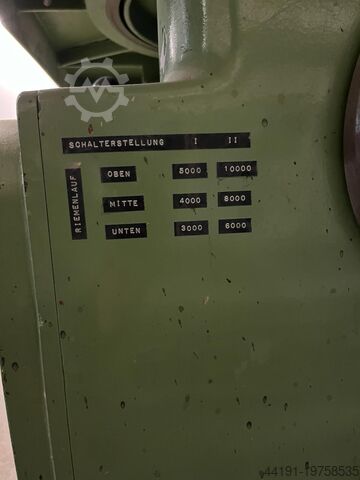 SCHALTERSTELLUNG I II
RIEMENLAUF
OBEN 5000 10000
MITTE 4000 8000
UNTEN 3000 6000
44191-19758535